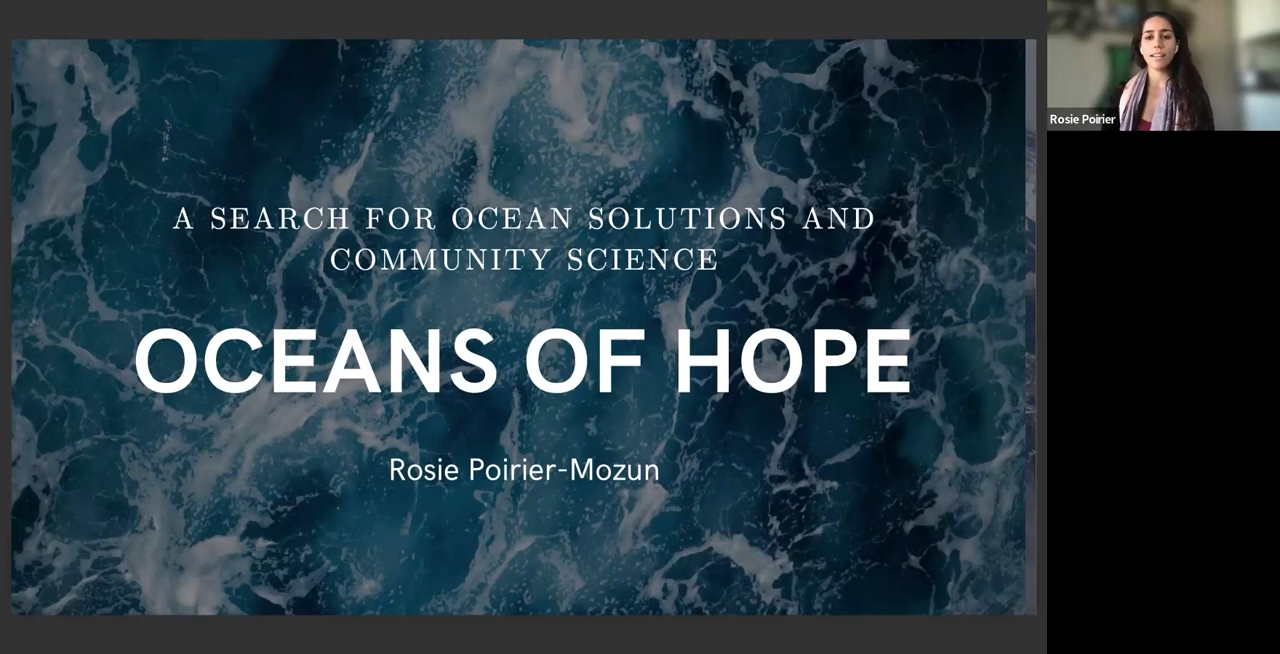 A SEARCH FOR OCEAN SOLUTIONS AND
COMMUNITY SCIENCE
OCEANS OF HOPE
Rosie Poirier-Mozun
Rosie Poirier